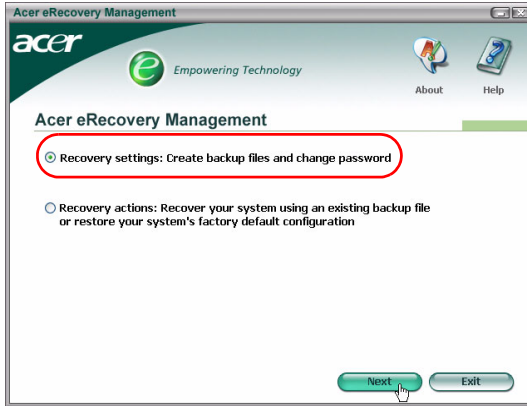 Acer eRecovery Management
acer
e Empowering Technology
About
Help
Acer eRecovery Management
Recovery settings: Create backup files and change password
Recovery actions: Recover your system using an existing backup file
or restore your system's factory default configuration
Next
Exit